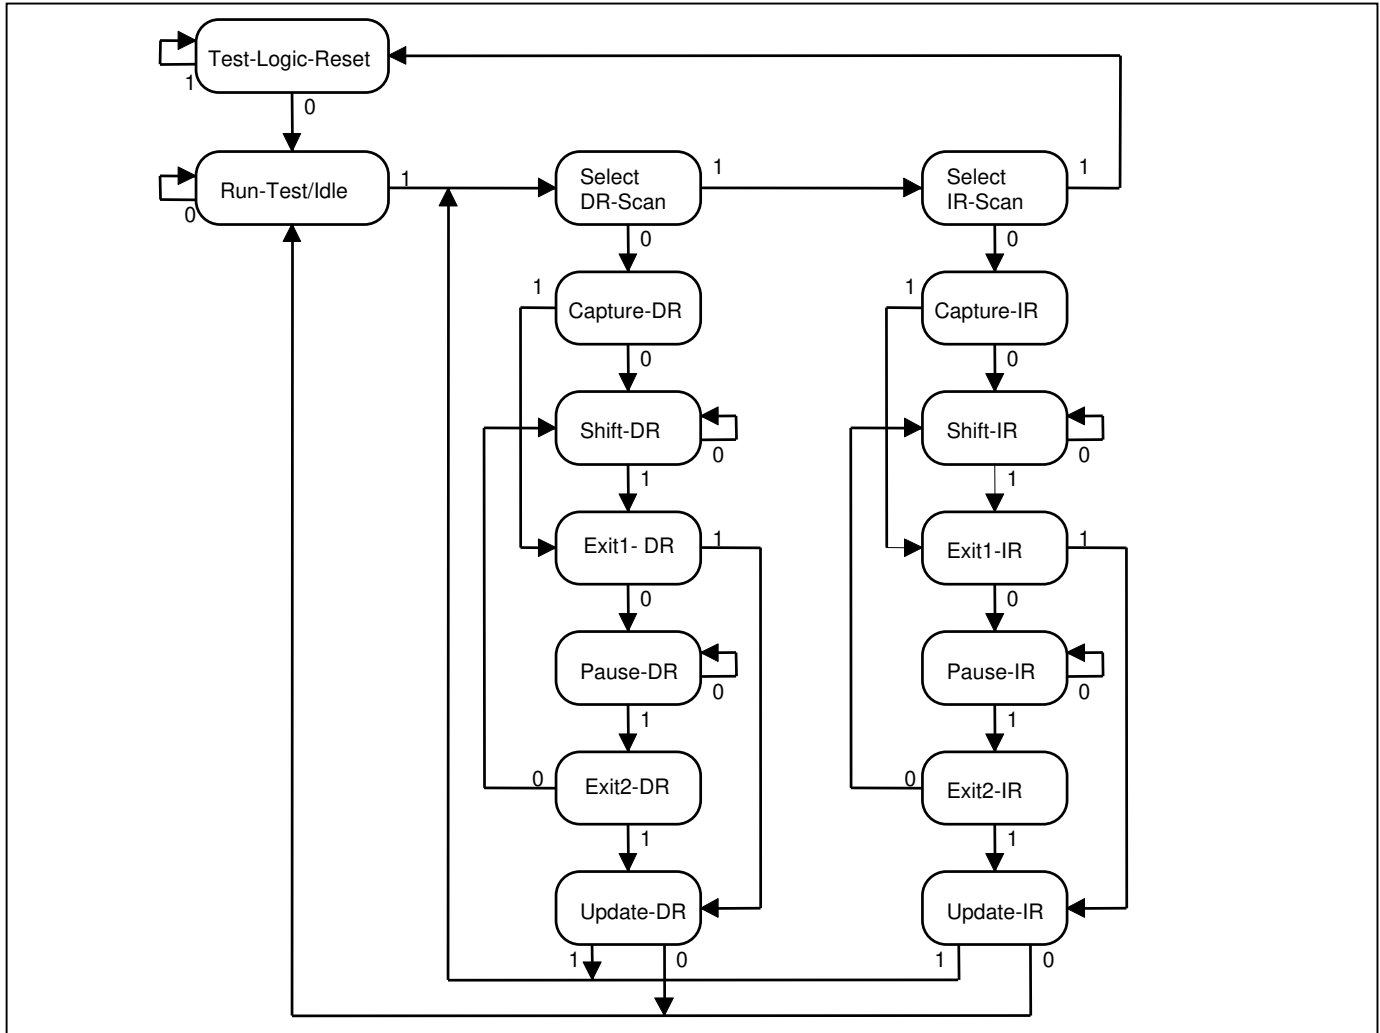 Test-Logic-Reset
1
0
Run-Test/Idle
0
1
Select
DR-Scan
1
Select
IR-Scan
1
0
0
1
Capture-DR
1
Capture-IR
0
0
Shift-DR
0
Shift-IR
0
1
1
Exit1- DR
1
Exit1-IR
1
0
0
Pause-DR
0
Pause-IR
0
1
1
0
Exit2-DR
0
Exit2-IR
1
1
Update-DR
Update-IR
1
0
1
0